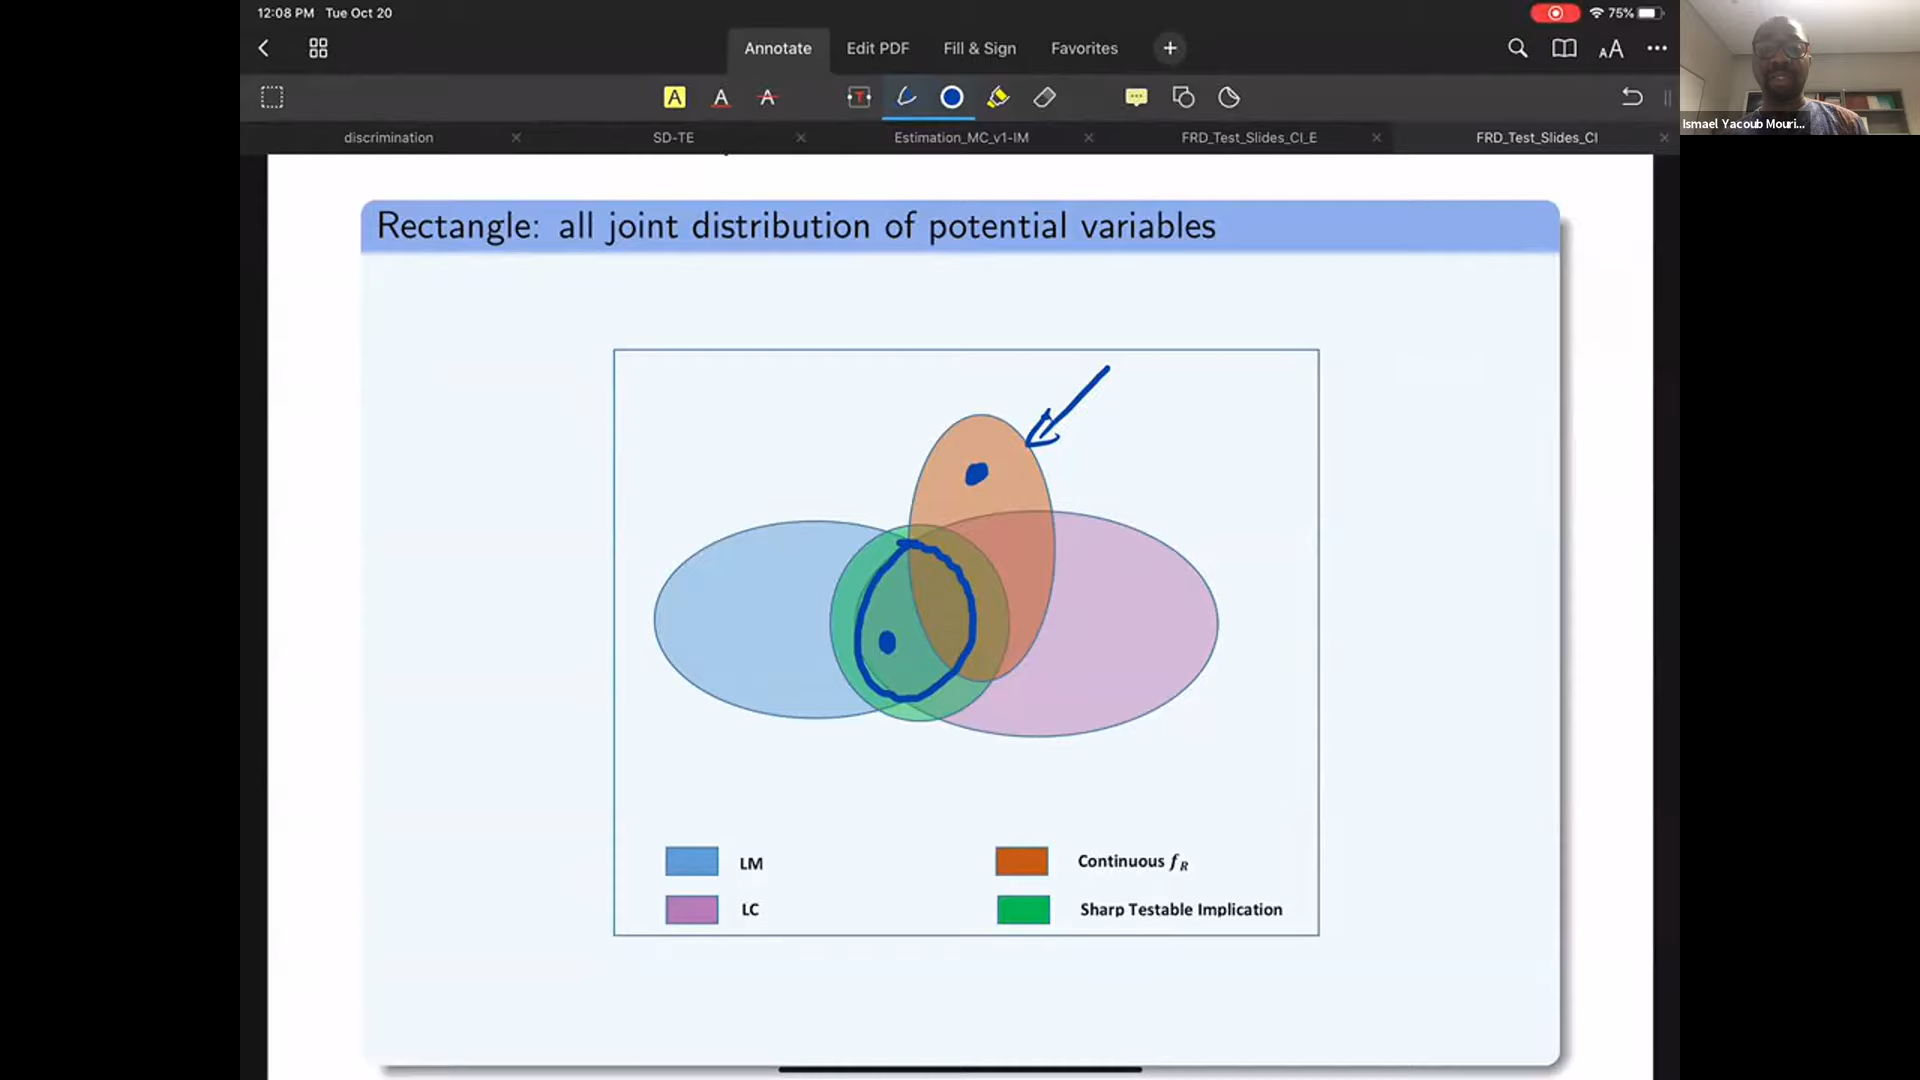 12:08 PM Tue Oct 20
75%
Annotate Edit PDF Fill & Sign Favorites
AA
A A A T
discrimination SD-TE Estimation_MC_v1-IM FRD_Test_Slides_CI_E FRD_Test_Slides_CI
Ismael Yacoub Mouri...
Rectangle: all joint distribution of potential variables
LM
Continuous f_R
LC
Sharp Testable Implication